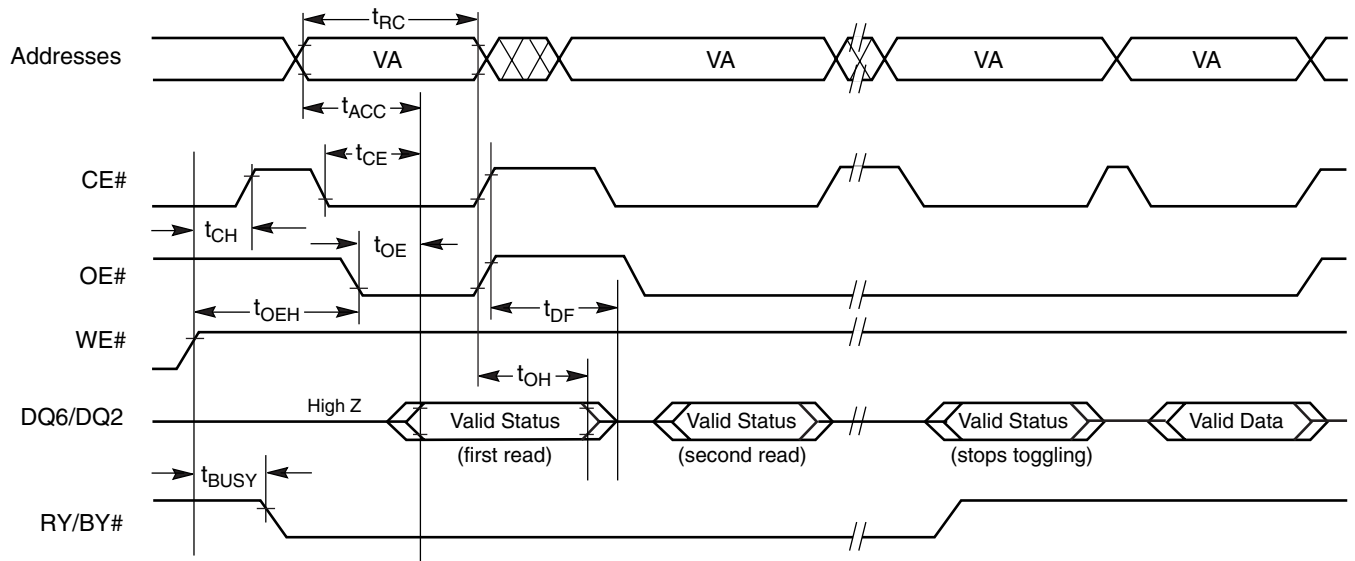 tRC
Addresses VA VA VA VA
tACC
tCE
CE#
tCH tOE
OE#
tOEH tDF
WE#
tOH
High Z
DQ6/DQ2 Valid Status Valid Status Valid Status Valid Data
(first read) (second read) (stops toggling)
tBUSY
RY/BY#